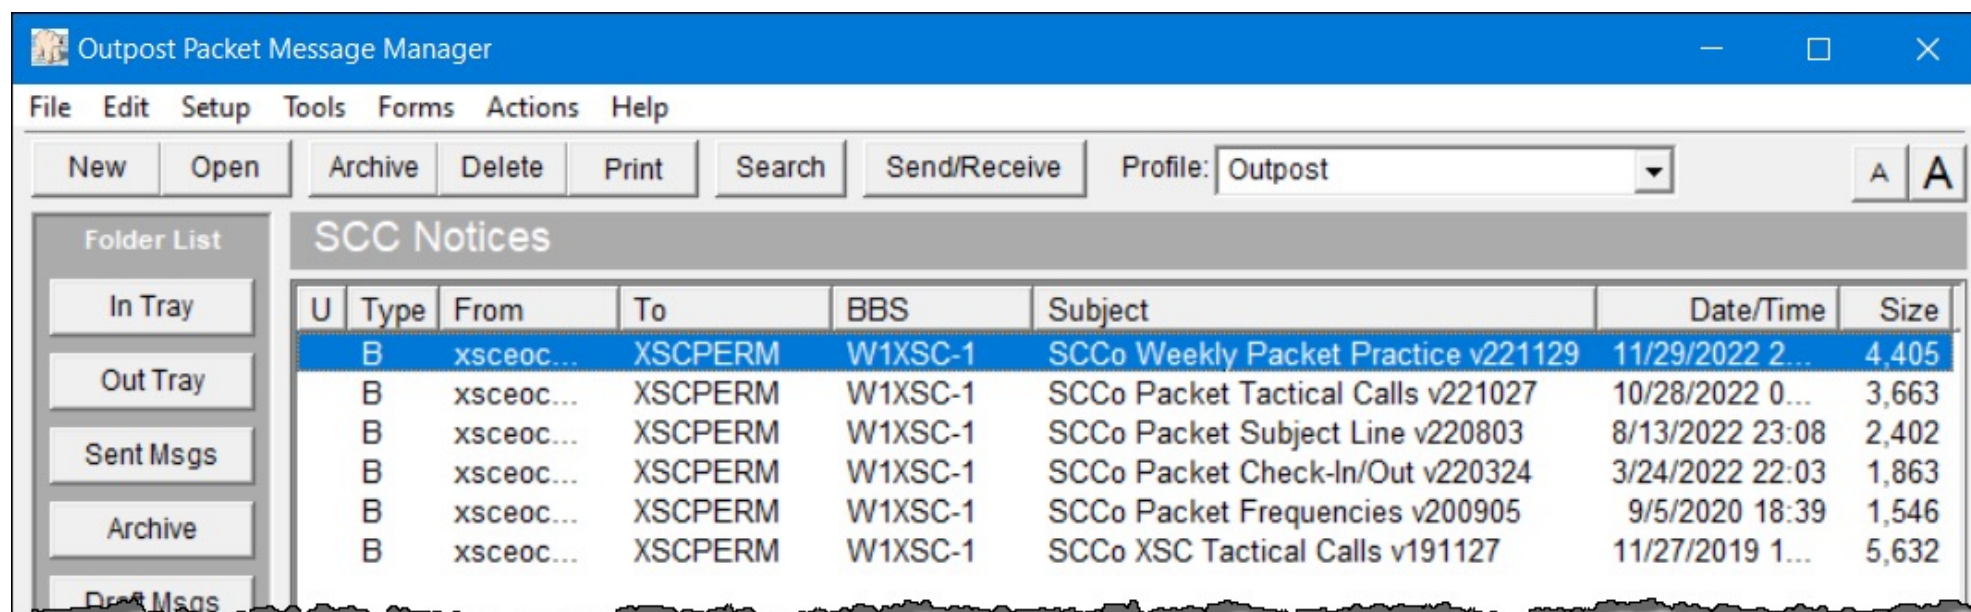 Outpost Packet Message Manager
File Edit Setup Tools Forms Actions Help
New Open Archive Delete Print Search Send/Receive Profile: Outpost A A
Folder List SCC Notices
In Tray
Out Tray
Sent Msgs
Archive
Draft Msgs
U Type From To BBS Subject Date/Time Size
B xsceoc... XSCPERM W1XSC-1 SCCo Weekly Packet Practice v221129 11/29/2022 2... 4,405
B xsceoc... XSCPERM W1XSC-1 SCCo Packet Tactical Calls v221027 10/28/2022 0... 3,663
B xsceoc... XSCPERM W1XSC-1 SCCo Packet Subject Line v220803 8/13/2022 23:08 2,402
B xsceoc... XSCPERM W1XSC-1 SCCo Packet Check-In/Out v220324 3/24/2022 22:03 1,863
B xsceoc... XSCPERM W1XSC-1 SCCo Packet Frequencies v200905 9/5/2020 18:39 1,546
B xsceoc... XSCPERM W1XSC-1 SCCo XSC Tactical Calls v191127 11/27/2019 1... 5,632